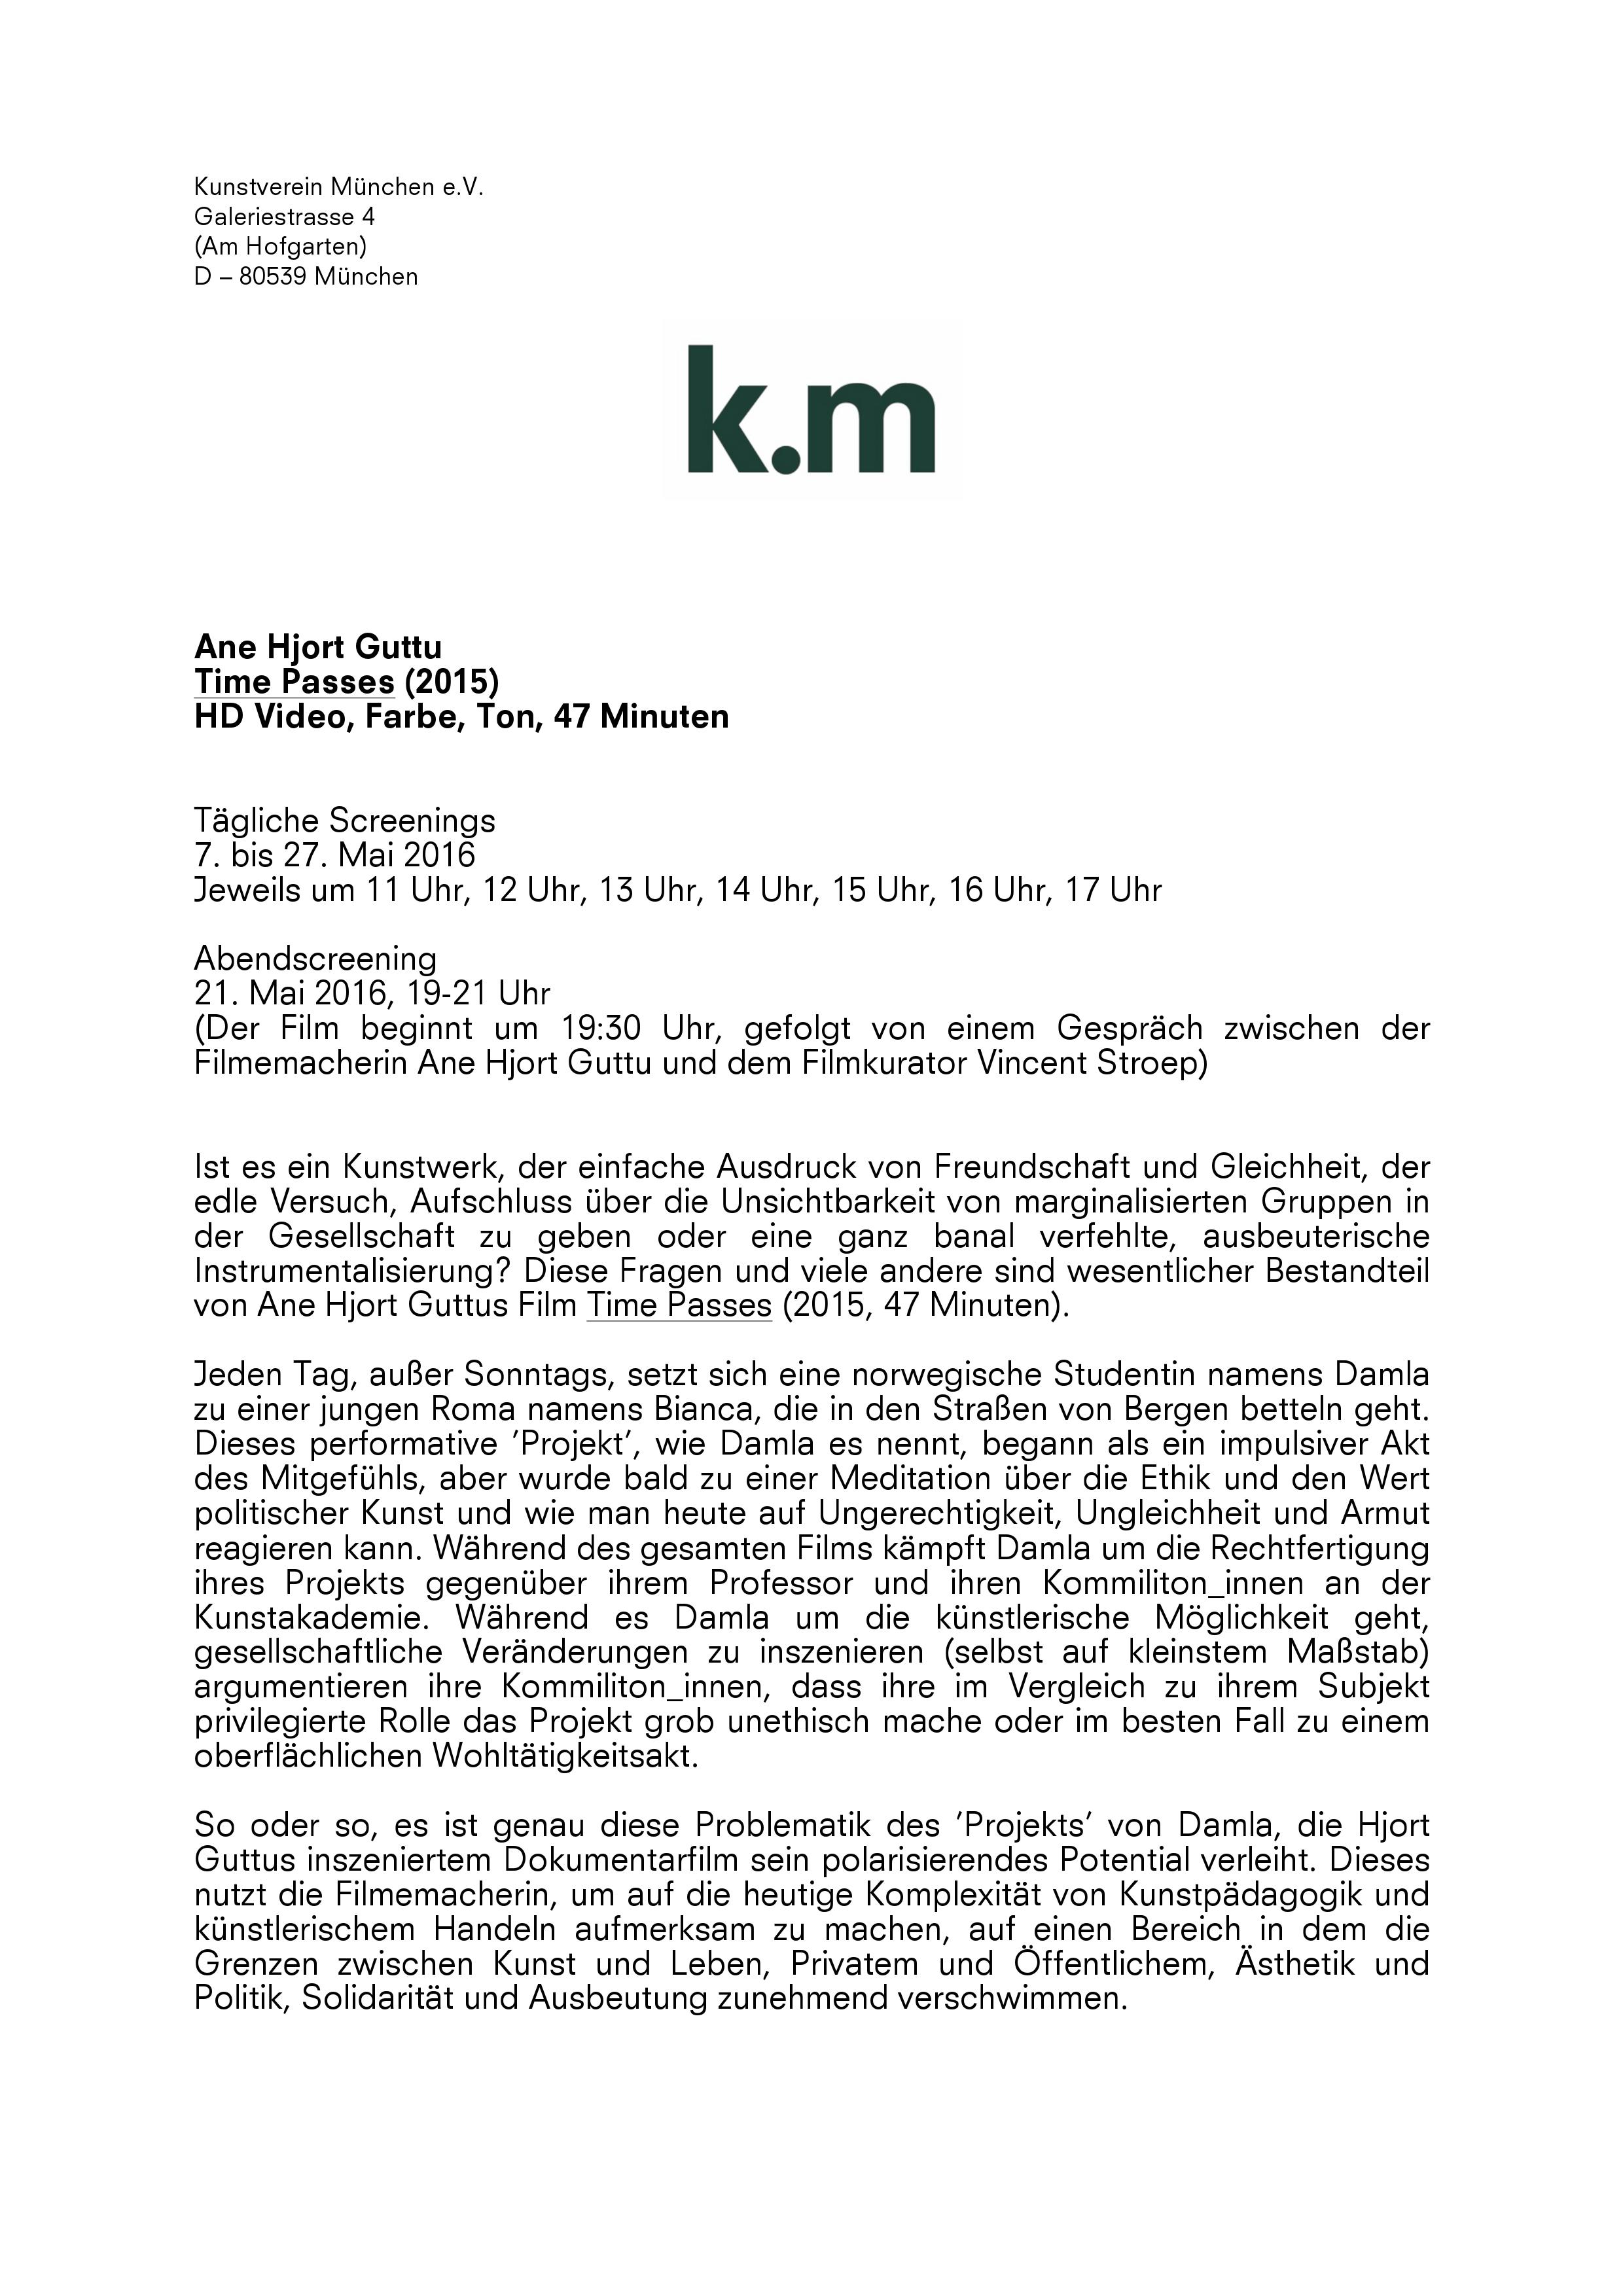 Kunstverein München e.V.
Galeriestrasse 4
(Am Hofgarten)
D – 80539 München
k.m
Ane Hjort Guttu
Time Passes (2015)
HD Video, Farbe, Ton, 47 Minuten
Tägliche Screenings
7. bis 27. Mai 2016
Jeweils um 11 Uhr, 12 Uhr, 13 Uhr, 14 Uhr, 15 Uhr, 16 Uhr, 17 Uhr
Abendscreening
21. Mai 2016, 19-21 Uhr
(Der Film beginnt um 19:30 Uhr, gefolgt von einem Gespräch zwischen der
Filmemacherin Ane Hjort Guttu und dem Filmkurator Vincent Stroep)
Ist es ein Kunstwerk, der einfache Ausdruck von Freundschaft und Gleichheit, der
edle Versuch, Aufschluss über die Unsichtbarkeit von marginalisierten Gruppen in
der Gesellschaft zu geben oder eine ganz banal verfehlte, ausbeuterische
Instrumentalisierung? Diese Fragen und viele andere sind wesentlicher Bestandteil
von Ane Hjort Guttus Film Time Passes (2015, 47 Minuten).
Jeden Tag, außer Sonntags, setzt sich eine norwegische Studentin namens Damla
zu einer jungen Roma namens Bianca, die in den Straßen von Bergen betteln geht.
Dieses performative ’Projekt’, wie Damla es nennt, begann als ein impulsiver Akt
des Mitgefühls, aber wurde bald zu einer Meditation über die Ethik und den Wert
politischer Kunst und wie man heute auf Ungerechtigkeit, Ungleichheit und Armut
reagieren kann. Während des gesamten Films kämpft Damla um die Rechtfertigung
ihres Projekts gegenüber ihrem Professor und ihren Kommiliton_innen an der
Kunstakademie. Während es Damla um die künstlerische Möglichkeit geht,
gesellschaftliche Veränderungen zu inszenieren (selbst auf kleinstem Maßstab)
argumentieren ihre Kommiliton_innen, dass ihre im Vergleich zu ihrem Subjekt
privilegierte Rolle das Projekt grob unethisch mache oder im besten Fall zu einem
oberflächlichen Wohltätigkeitsakt.
So oder so, es ist genau diese Problematik des ’Projekts’ von Damla, die Hjort
Guttus inszeniertem Dokumentarfilm sein polarisierendes Potential verleiht. Dieses
nutzt die Filmemacherin, um auf die heutige Komplexität von Kunstpädagogik und
künstlerischem Handeln aufmerksam zu machen, auf einen Bereich in dem die
Grenzen zwischen Kunst und Leben, Privatem und Öffentlichem, Ästhetik und
Politik, Solidarität und Ausbeutung zunehmend verschwimmen.